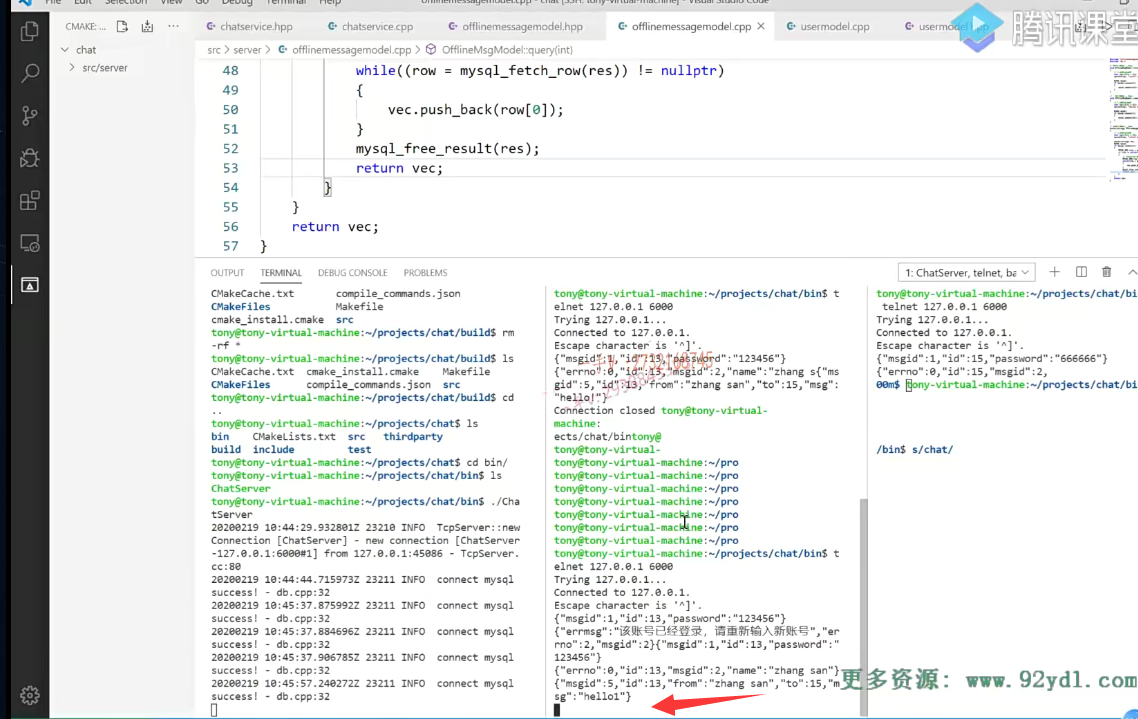 File Edit Selection View Go Debug Terminal Help
offlinemessagemodel.cpp - chat [SSH: tony-virtual-machine] - Visual Studio Code
CMAKE: ...
chatservice.hpp
chatservice.cpp
offlinemessagemodel.hpp
offlinemessagemodel.cpp
usermodel.cpp
腾讯课堂
chat
src/server
src > server > offlinemessagemodel.cpp > OfflineMsgModel::query(int)
48 while((row = mysql_fetch_row(res)) != nullptr)
49 {
50 vec.push_back(row[0]);
51 }
52 mysql_free_result(res);
53 return vec;
54 }
55 }
56 return vec;
57 }
OUTPUT TERMINAL DEBUG CONSOLE PROBLEMS
1: ChatServer, telnet, ba
CMakeCache.txt compile_commands.json
CMakeFiles Makefile
cmake_install.cmake src
tony@tony-virtual-machine:~/projects/chat/build$ rm
-rf *
tony@tony-virtual-machine:~/projects/chat/build$ ls
CMakeCache.txt cmake_install.cmake Makefile
CMakeFiles compile_commands.json src
tony@tony-virtual-machine:~/projects/chat/build$ cd
..
tony@tony-virtual-machine:~/projects/chat$ ls
bin CMakeLists.txt src thirdparty
build include test
tony@tony-virtual-machine:~/projects/chat$ cd bin/
tony@tony-virtual-machine:~/projects/chat/bin$ ls
ChatServer
tony@tony-virtual-machine:~/projects/chat/bin$ ./Cha
tServer
20200219 10:44:29.932801Z 23210 INFO TcpServer::new
Connection [ChatServer] - new connection [ChatServer
-127.0.0.1:6000#1] from 127.0.0.1:45086 - TcpServer.
cc:80
20200219 10:44:44.715973Z 23211 INFO connect mysql
success! - db.cpp:32
20200219 10:45:37.875992Z 23211 INFO connect mysql
success! - db.cpp:32
20200219 10:45:37.884696Z 23211 INFO connect mysql
success! - db.cpp:32
20200219 10:45:37.906785Z 23211 INFO connect mysql
success! - db.cpp:32
20200219 10:45:57.240272Z 23211 INFO connect mysql
success! - db.cpp:32
tony@tony-virtual-machine:~/projects/chat/bin$ t
elnet 127.0.0.1 6000
Trying 127.0.0.1...
Connected to 127.0.0.1.
Escape character is '^]'.
{"msgid":1,"id":13,"password":"123456"}
{"errno":0,"id":13,"msgid":2,"name":"zhang s{"ms
gid":5,"id":13,"from":"zhang san","to":15,"msg":
"hello!"}
Connection closed tony@tony-virtual-
machine:
ects/chat/bintony@
tony@tony-virtual-
tony@tony-virtual-machine:~/pro
tony@tony-virtual-machine:~/pro
tony@tony-virtual-machine:~/pro
tony@tony-virtual-machine:~/pro
tony@tony-virtual-machine:~/pro
tony@tony-virtual-machine:~/pro
tony@tony-virtual-machine:~/pro
tony@tony-virtual-machine:~/projects/chat/bin$ t
elnet 127.0.0.1 6000
Trying 127.0.0.1...
Connected to 127.0.0.1.
Escape character is '^]'.
{"msgid":1,"id":13,"password":"123456"}
{"errmsg":"该账号已经登录, 请重新输入新账号","er
rno":2,"msgid":2}{"msgid":1,"id":13,"password":"
123456"}
{"errno":0,"id":13,"msgid":2,"name":"zhang san"}
{"msgid":5,"id":13,"from":"zhang san","to":15,"m
sg":"hello1"}
tony@tony-virtual-machine:~/projects/chat/bin$
telnet 127.0.0.1 6000
Trying 127.0.0.1...
Connected to 127.0.0.1.
Escape character is '^]'.
{"msgid":1,"id":15,"password":"666666"}
{"errno":0,"id":15,"msgid":2,
00m$ tony-virtual-machine:~/projects/chat/bi
/bin$ s/chat/
更多资源: www.92ydl.com